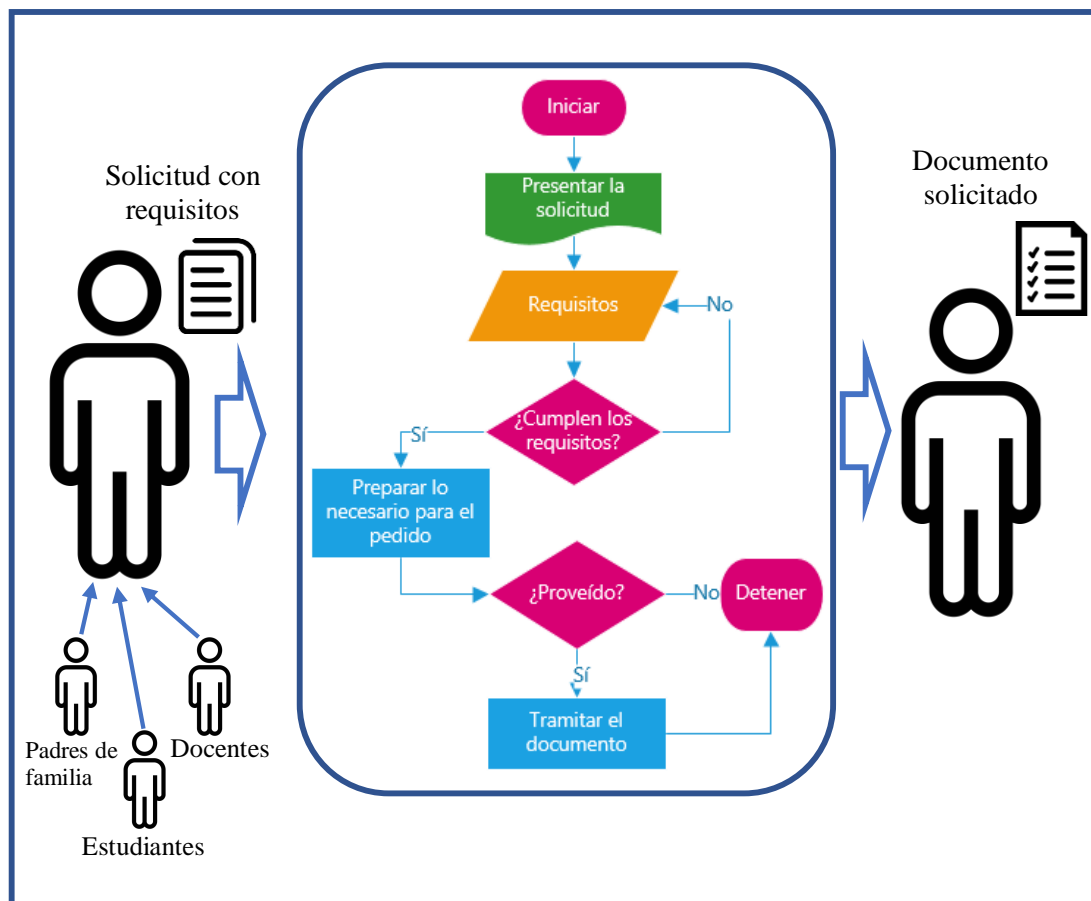 Solicitud con
requisitos
Padres de
familia
Docentes
Estudiantes
Iniciar
Presentar la
solicitud
Requisitos
No
¿Cumplen los
requisitos?
Sí
Preparar lo
necesario para el
pedido
¿Proveído?
No
Detener
Sí
Tramitar el
documento
Documento
solicitado